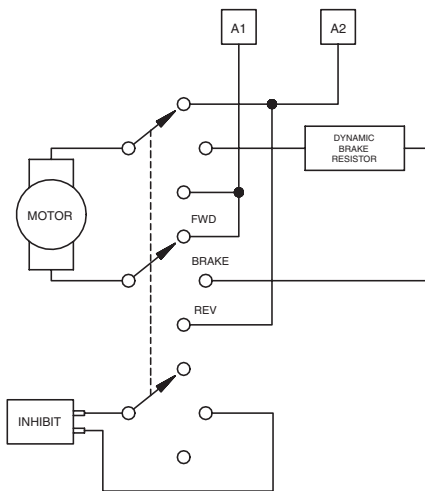 A1
A2
DYNAMIC
BRAKE
RESISTOR
MOTOR
FWD
BRAKE
REV
INHIBIT